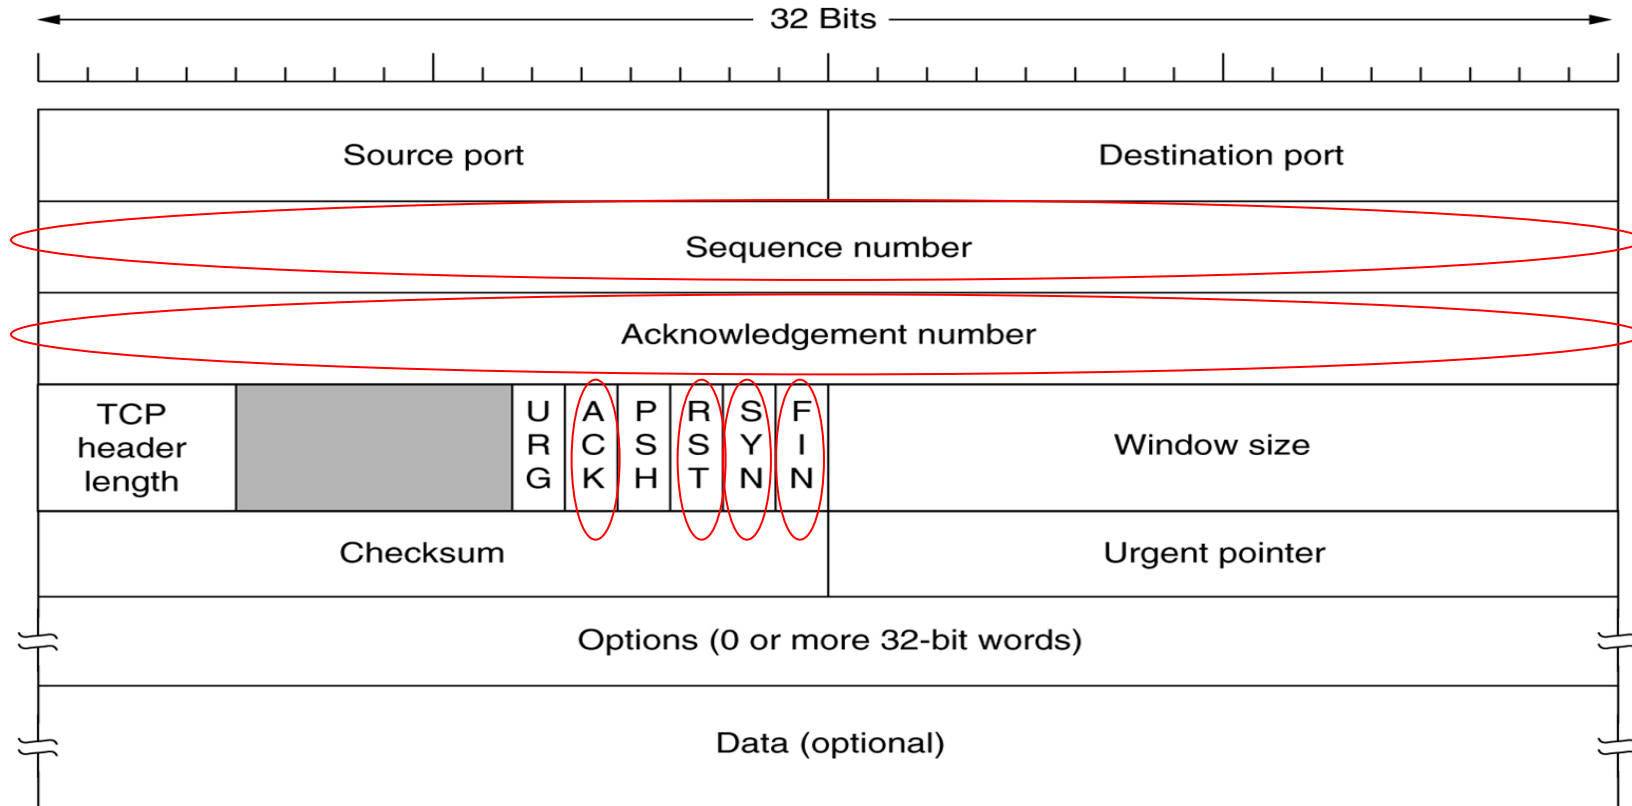 32 Bits
Source port
Destination port
Sequence number
Acknowledgement number
TCP
header
length
U
R
G
A
C
K
P
S
H
R
S
T
S
Y
N
F
I
N
Window size
Checksum
Urgent pointer
Options (0 or more 32-bit words)
Data (optional)